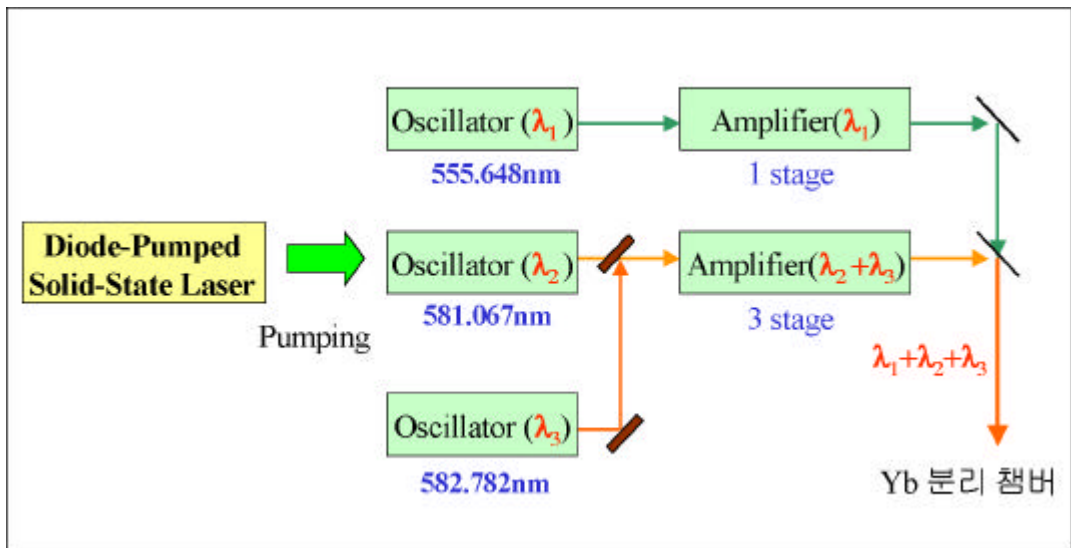 Oscillator (λ₁)
Amplifier(λ₁)
555.648nm
1 stage
Diode-Pumped
Solid-State Laser
Pumping
Oscillator (λ₂)
Amplifier(λ₂+λ₃)
581.067nm
3 stage
λ₁+λ₂+λ₃
Oscillator (λ₃)
582.782nm
Yb 분리 챔버